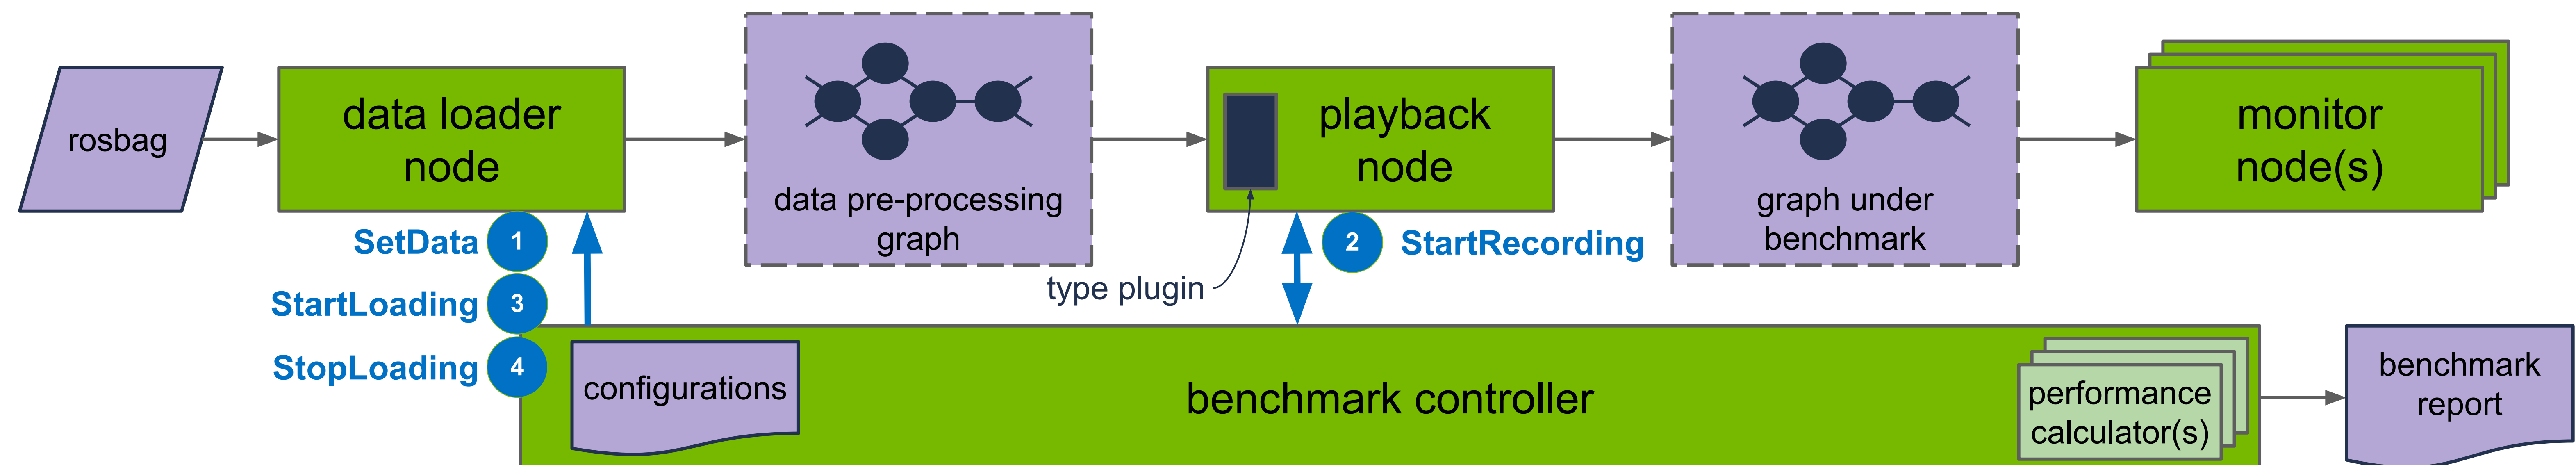 rosbag
data loader
node
data pre-processing
graph
playback
node
graph under
benchmark
monitor
node(s)
SetData 1
StartLoading 3
StopLoading 4
type plugin
2 StartRecording
configurations
benchmark controller
performance
calculator(s)
benchmark
report